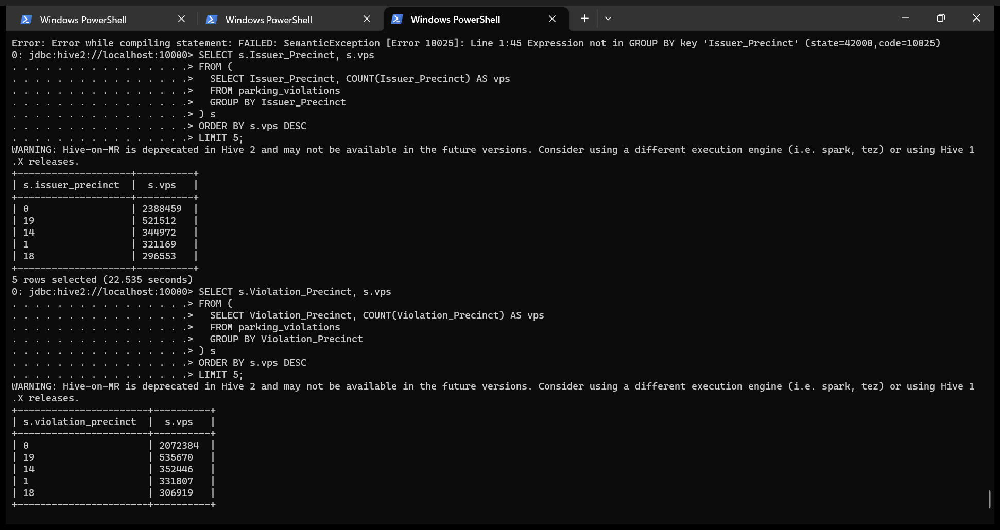 Windows PowerShell
Windows PowerShell
Windows PowerShell
Error: Error while compiling statement: FAILED: SemanticException [Error 10025]: Line 1:45 Expression not in GROUP BY key 'Issuer_Precinct' (state=42000,code=10025)
0: jdbc:hive2://localhost:10000> SELECT s.Issuer_Precinct, s.vps
. . . . . . . . . . . . . . . .> FROM (
. . . . . . . . . . . . . . . .>   SELECT Issuer_Precinct, COUNT(Issuer_Precinct) AS vps
. . . . . . . . . . . . . . . .>   FROM parking_violations
. . . . . . . . . . . . . . . .>   GROUP BY Issuer_Precinct
. . . . . . . . . . . . . . . .> ) s
. . . . . . . . . . . . . . . .> ORDER BY s.vps DESC
. . . . . . . . . . . . . . . .> LIMIT 5;
WARNING: Hive-on-MR is deprecated in Hive 2 and may not be available in the future versions. Consider using a different execution engine (i.e. spark, tez) or using Hive 1
.X releases.
+--------------------+----------+
| s.issuer_precinct  |  s.vps   |
+--------------------+----------+
| 0                  | 2388459  |
| 19                 | 521512   |
| 14                 | 344972   |
| 1                  | 321169   |
| 18                 | 296553   |
+--------------------+----------+
5 rows selected (22.535 seconds)
0: jdbc:hive2://localhost:10000> SELECT s.Violation_Precinct, s.vps
. . . . . . . . . . . . . . . .> FROM (
. . . . . . . . . . . . . . . .>   SELECT Violation_Precinct, COUNT(Violation_Precinct) AS vps
. . . . . . . . . . . . . . . .>   FROM parking_violations
. . . . . . . . . . . . . . . .>   GROUP BY Violation_Precinct
. . . . . . . . . . . . . . . .> ) s
. . . . . . . . . . . . . . . .> ORDER BY s.vps DESC
. . . . . . . . . . . . . . . .> LIMIT 5;
WARNING: Hive-on-MR is deprecated in Hive 2 and may not be available in the future versions. Consider using a different execution engine (i.e. spark, tez) or using Hive 1
.X releases.
+-----------------------+----------+
| s.violation_precinct  |  s.vps   |
+-----------------------+----------+
| 0                     | 2072384  |
| 19                    | 535670   |
| 14                    | 352446   |
| 1                     | 331807   |
| 18                    | 306919   |
+-----------------------+----------+